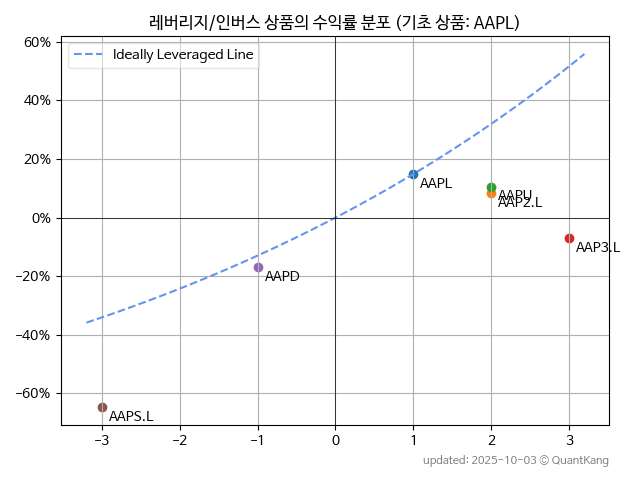 레버리지/인버스 상품의 수익률 분포 (기초 상품: AAPL)
60%
40%
20%
0%
−20%
−40%
−60%
Ideally Leveraged Line
AAPL
AAPU
AAP2.L
AAP3.L
AAPD
AAPS.L
−3
−2
−1
0
1
2
3
updated: 2025-10-03 © QuantKang